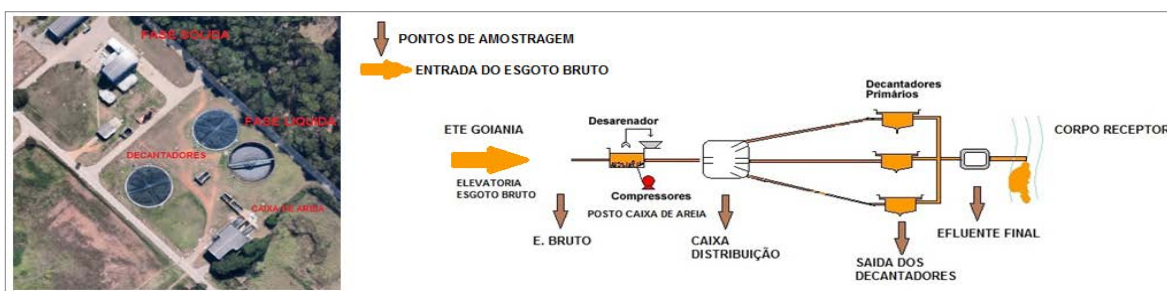 FASE SOLIDA
FASE LIQUIDA
DECANTADORES
CAIXA DE AREIA
PONTOS DE AMOSTRAGEM
ENTRADA DO ESGOTO BRUTO
ETE GOIANIA
ELEVATORIA
ESGOTO BRUTO
E. BRUTO
Desarenador
Compressores
POSTO CAIXA DE AREIA
CAIXA
DISTRIBUIÇÃO
Decantadores
Primários
SAIDA DOS
DECANTADORES
EFLUENTE FINAL
CORPO RECEPTOR